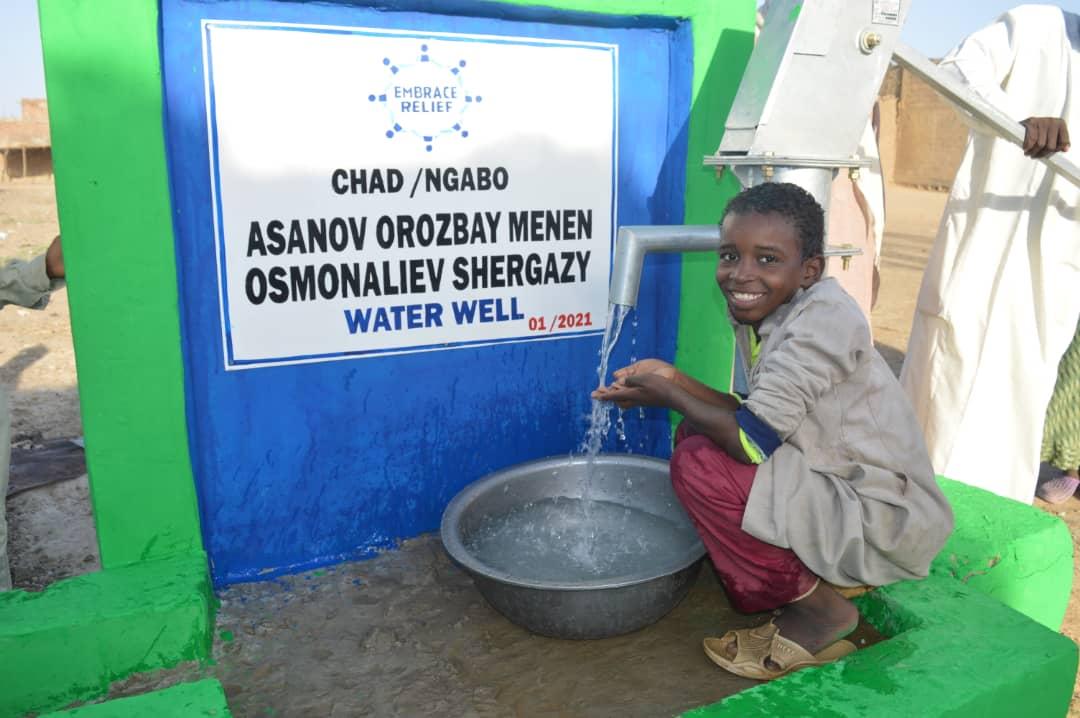 EMBRACE
RELIEF
CHAD /NGABO
ASANOV OROZBAY MENEN
OSMONALIEV SHERGAZY
WATER WELL 01 /2021